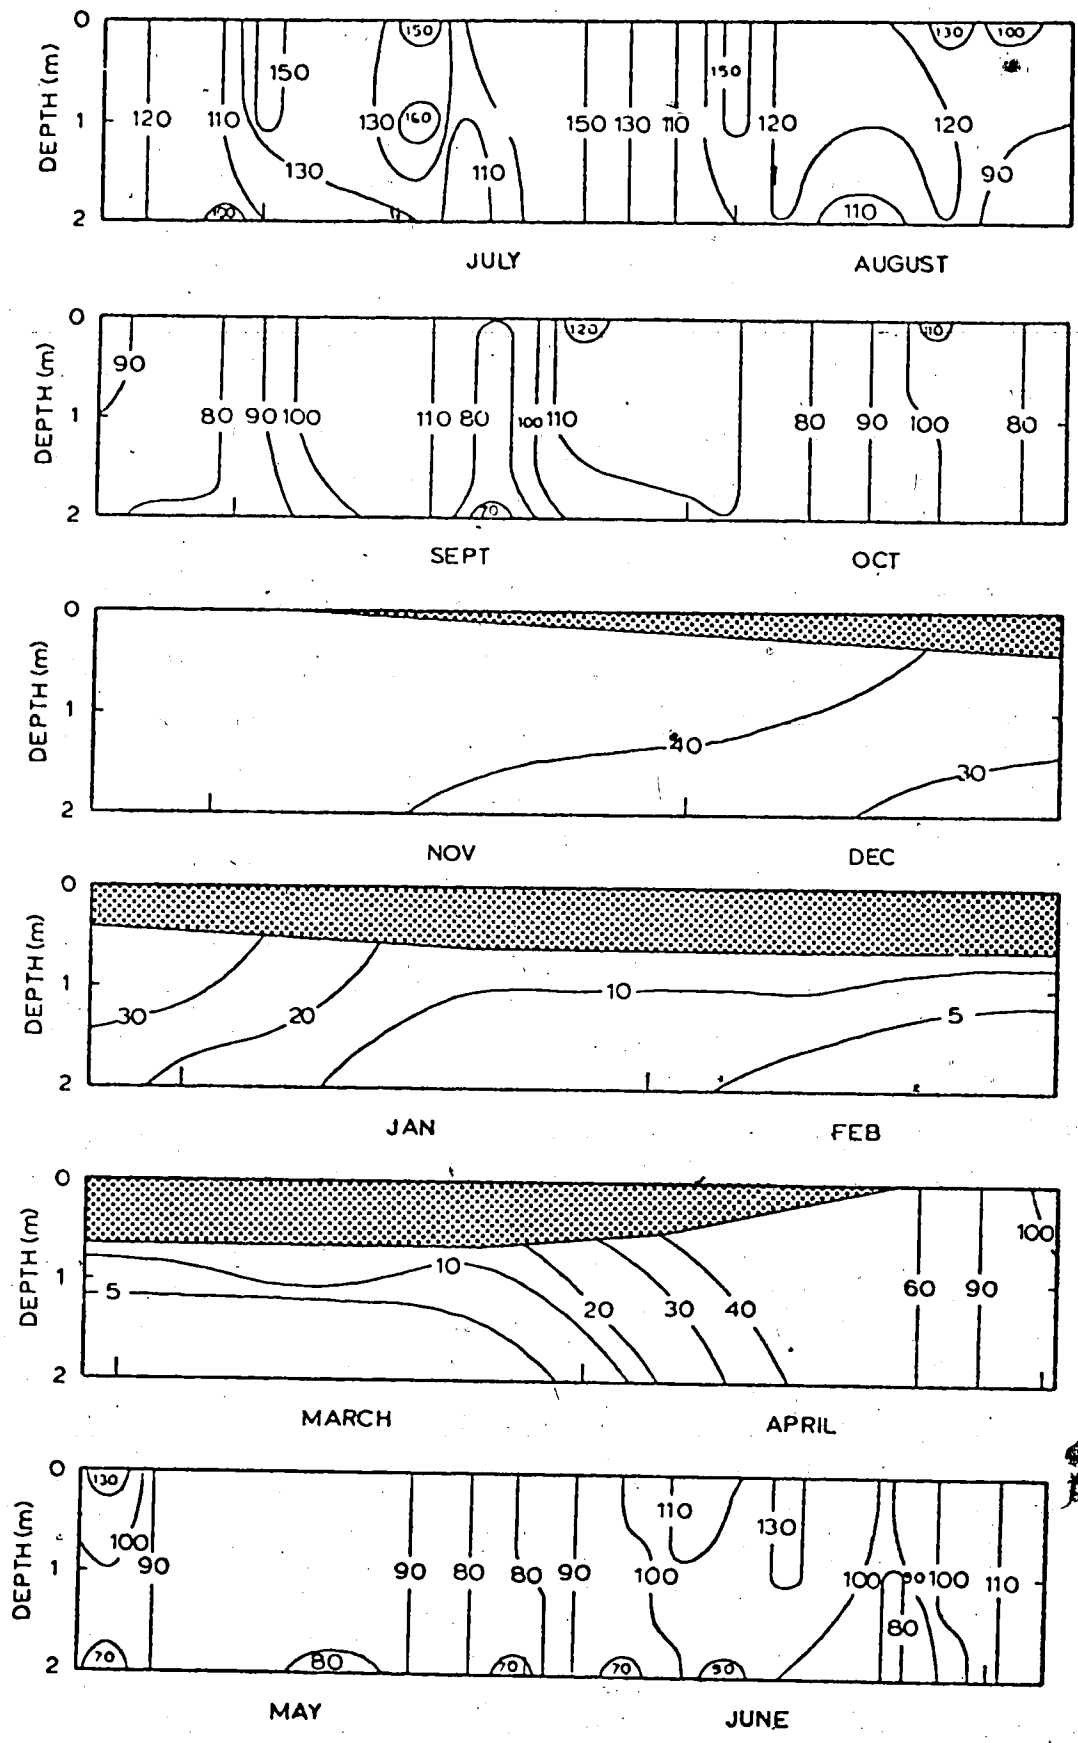 0 150 130 100
150 150
DEPTH (m) 1 120 110 130 160 150 130 110 120 120
130 110 90
2 110
JULY AUGUST
0 120 110
90
DEPTH (m) 1 80 90 100 110 80 100 110 80 90 100 80
2 70
SEPT OCT
0
DEPTH (m) 1
40
30
2
NOV DEC
0
DEPTH (m) 1 10
30 20 5
2
JAN FEB
0
100
DEPTH (m) 1 10
5 20 30 40 60 90
2
MARCH APRIL
0 130
110 130
100
DEPTH (m) 1 90 90 80 80 90 100 100 90 100 110
80
2 70 80 70 70 90
MAY JUNE